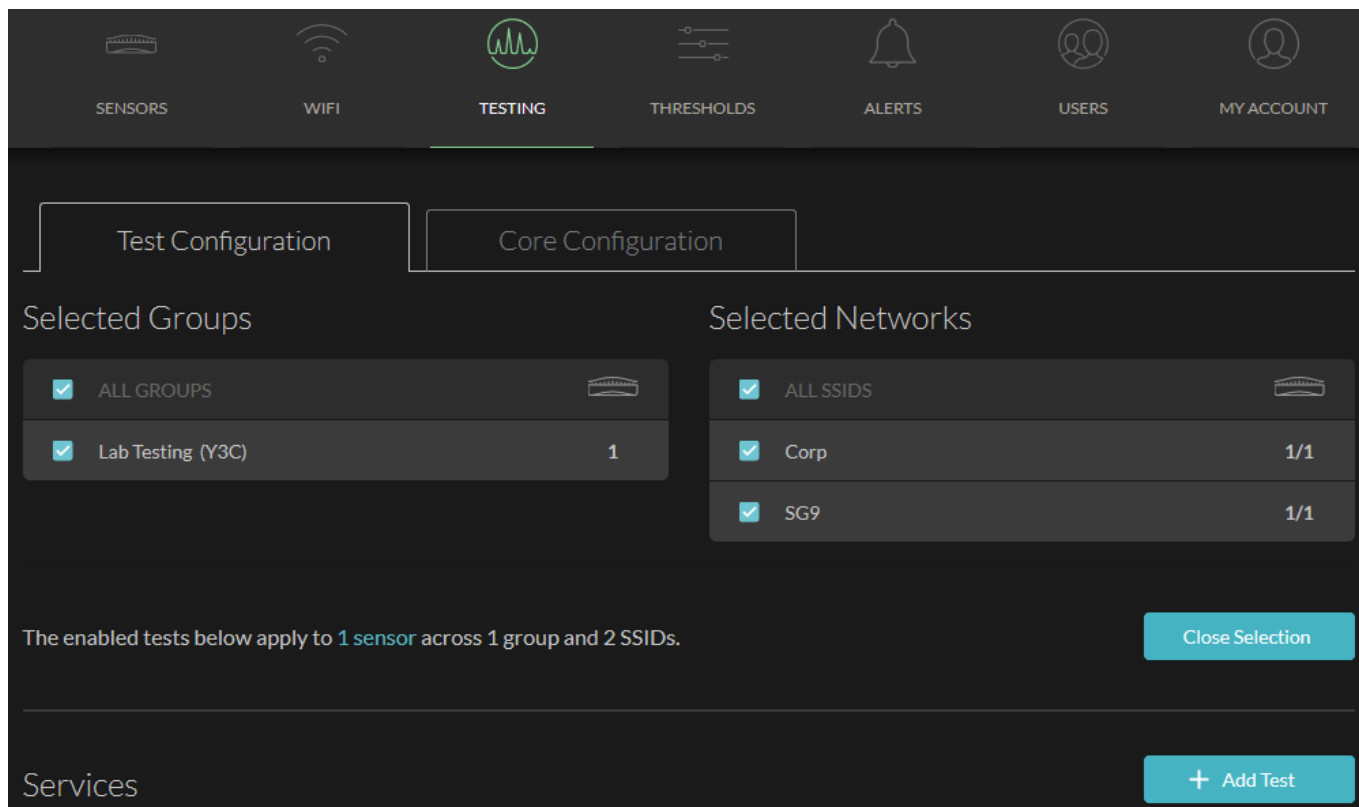 SENSORS WIFI TESTING THRESHOLDS ALERTS USERS MY ACCOUNT
Test Configuration Core Configuration
Selected Groups
ALL GROUPS
Lab Testing (Y3C) 1
Selected Networks
ALL SSIDS
Corp 1/1
SG9 1/1
The enabled tests below apply to 1 sensor across 1 group and 2 SSIDs.
Close Selection
Services
+ Add Test